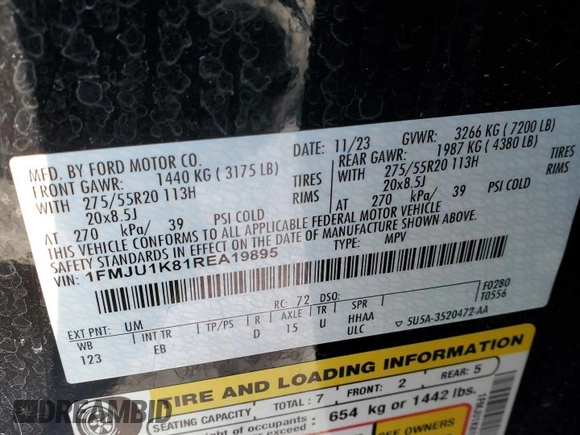 MFD. BY FORD MOTOR CO.
11/23 GVWR: 3266 KG ( 7200 LB)
FRONT GAWR: 1440 KG ( 3175 LB)
REAR GAWR: 1987 KG ( 4380 LB)
WITH 275/55R20 113H TIRES
WITH 275/55R20 113H TIRES
20x8.5J RIMS
20x8.5J RIMS
AT 270 kPa/ 39 PSI COLD
AT 270 kPa/ 39 PSI COLD
THIS VEHICLE CONFORMS TO ALL APPLICABLE FEDERAL MOTOR VEHICLE
SAFETY STANDARDS IN EFFECT ON THE DATE OF MANUFACTURE SHOWN ABOVE.
VIN: 1FMJU1K81REA19895
TYPE: MPV
F0280
T0556
EXT PNT: UM RC: 72 DSO:
WB INT TR TP/PS R AXLE TR SPR
123 EB D 15 U HHAA
ULC
5U5A-3520472-AA
TIRE AND LOADING INFORMATION
SEATING CAPACITY TOTAL: 7 FRONT: 2 REAR: 5
weight of occupants
654 kg or 1442 lbs.
exceed
OWNERS
DREAMBID